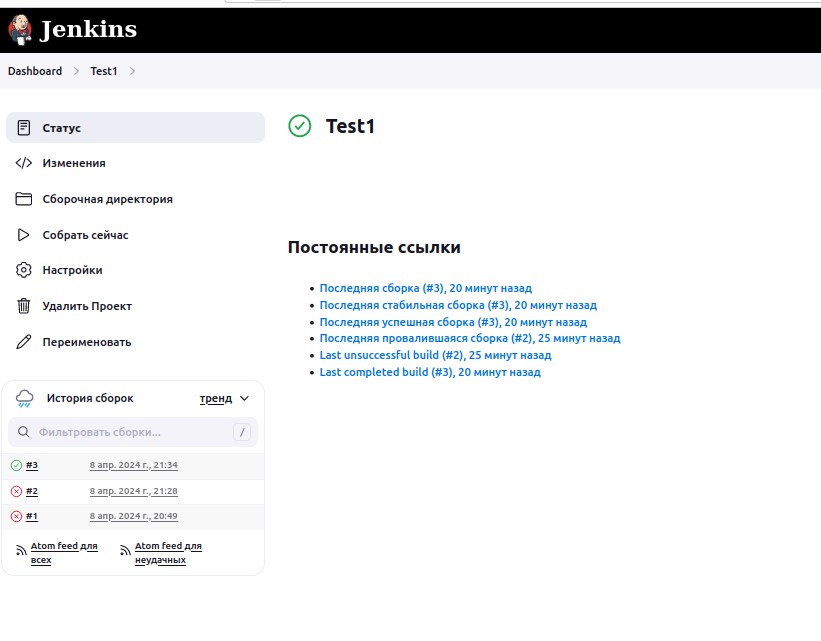 Jenkins
Dashboard > Test1 >
Статус
Изменения
Сборочная директория
Собрать сейчас
Настройки
Удалить Проект
Переименовать
История сборок тренд
Фильтровать сборки... /
#3 8 апр. 2024 г., 21:34
#2 8 апр. 2024 г., 21:28
#1 8 апр. 2024 г., 20:49
Atom feed для всех
Atom feed для неудачных
Test1
Постоянные ссылки
Последняя сборка (#3), 20 минут назад
Последняя стабильная сборка (#3), 20 минут назад
Последняя успешная сборка (#3), 20 минут назад
Последняя провалившаяся сборка (#2), 25 минут назад
Last unsuccessful build (#2), 25 минут назад
Last completed build (#3), 20 минут назад